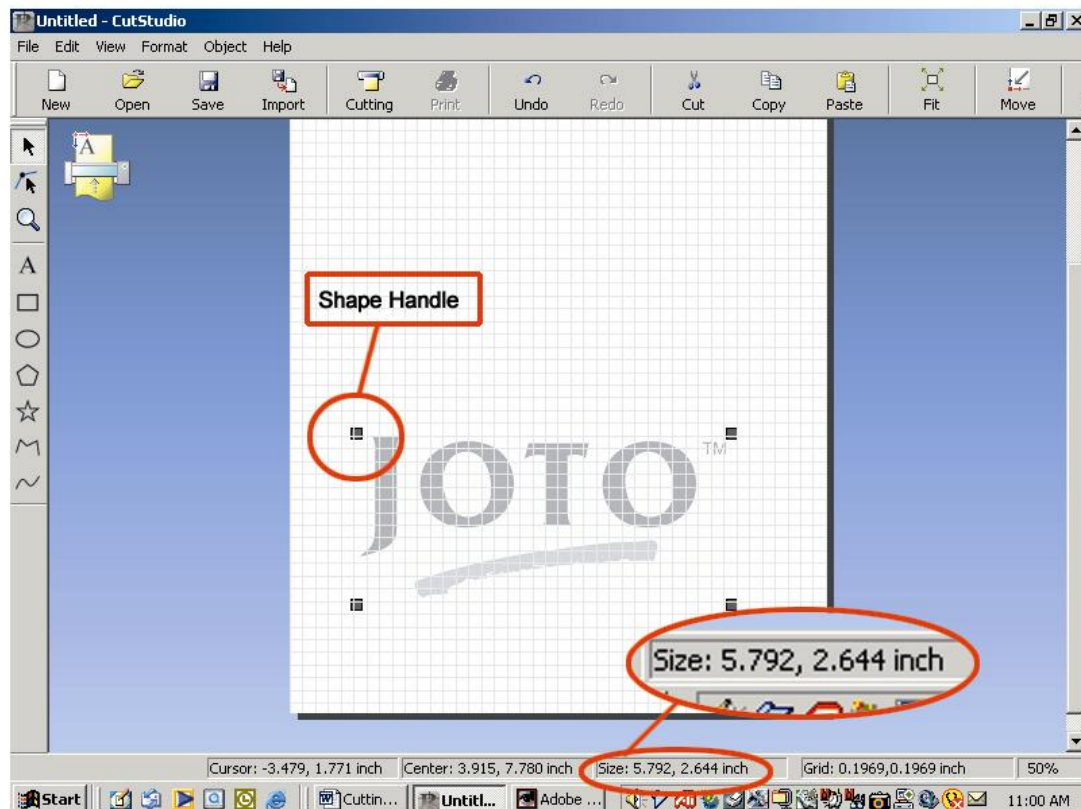 Untitled - CutStudio
File Edit View Format Object Help
New Open Save Import Cutting Print Undo Redo Cut Copy Paste Fit Move
A
A
Shape Handle
JOTO™
Size: 5.792, 2.644 inch
Cursor: -3.479, 1.771 inch Center: 3.915, 7.780 inch Size: 5.792, 2.644 inch Grid: 0.1969,0.1969 inch 50%
Start Cuttin... Untitl... Adobe ... 11:00 AM